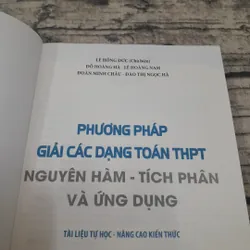 LÊ HỒNG ĐỨC (Chủ biên)
ĐỖ HOÀNG HÀ - LÊ HOÀNG NAM
ĐOÀN MINH CHÂU - ĐÀO THỊ NGỌC HÀ
PHƯƠNG PHÁP
GIẢI CÁC DẠNG TOÁN THPT
NGUYÊN HÀM - TÍCH PHÂN
VÀ ỨNG DỤNG
TÀI LIỆU TỰ HỌC - NÂNG CAO KIẾN THỨC